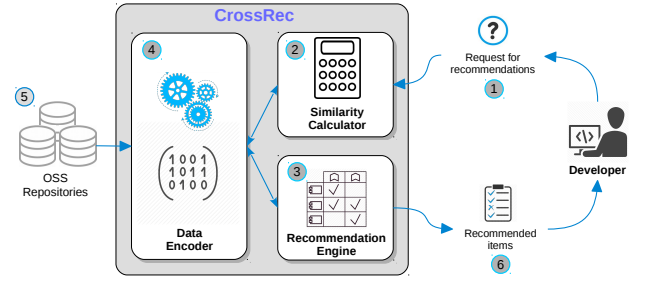 CrossRec
4
2
Request for
recommendations
1
Similarity
Calculator
5
OSS
Repositories
1 0 0 1
1 0 1 1
0 1 0 0
Data
Encoder
3
Recommendation
Engine
Developer
Recommended
items
6
?